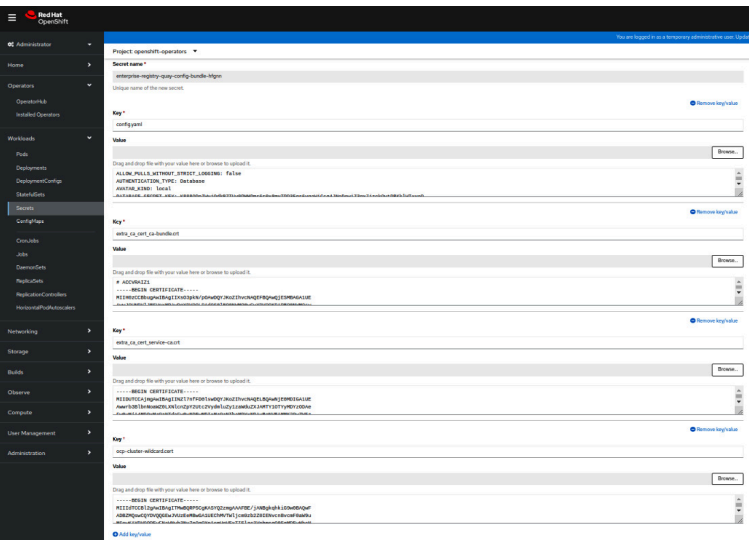 Red Hat
OpenShift
You are logged in as a temporary administrative user. Updat
Administrator
Project: openshift-operators
Home
Secret name *
enterprise-registry-quay-config-bundle-hfgnn
Unique name of the new secret.
Operators
OperatorHub
Installed Operators
Workloads
Pods
Deployments
DeploymentConfigs
StatefulSets
Secrets
ConfigMaps
CronJobs
Jobs
DaemonSets
ReplicaSets
ReplicationControllers
HorizontalPodAutoscalers
Networking
Storage
Builds
Observe
Compute
User Management
Administration
Remove key/value
Key *
config.yaml
Value
Browse...
Drag and drop file with your value here or browse to upload it.
ALLOW_PULLS_WITHOUT_STRICT_LOGGING: false
AUTHENTICATION_TYPE: Database
AVATAR_KIND: local
Remove key/value
Key *
extra_ca_cert_ca-bundle.crt
Value
Browse...
Drag and drop file with your value here or browse to upload it.
# ACCVRAIZ1
-----BEGIN CERTIFICATE-----
Remove key/value
Key *
extra_ca_cert_service-ca.crt
Value
Browse...
Drag and drop file with your value here or browse to upload it.
-----BEGIN CERTIFICATE-----
Remove key/value
Key *
ocp-cluster-wildcard.cert
Value
Browse...
Drag and drop file with your value here or browse to upload it.
-----BEGIN CERTIFICATE-----
Add key/value